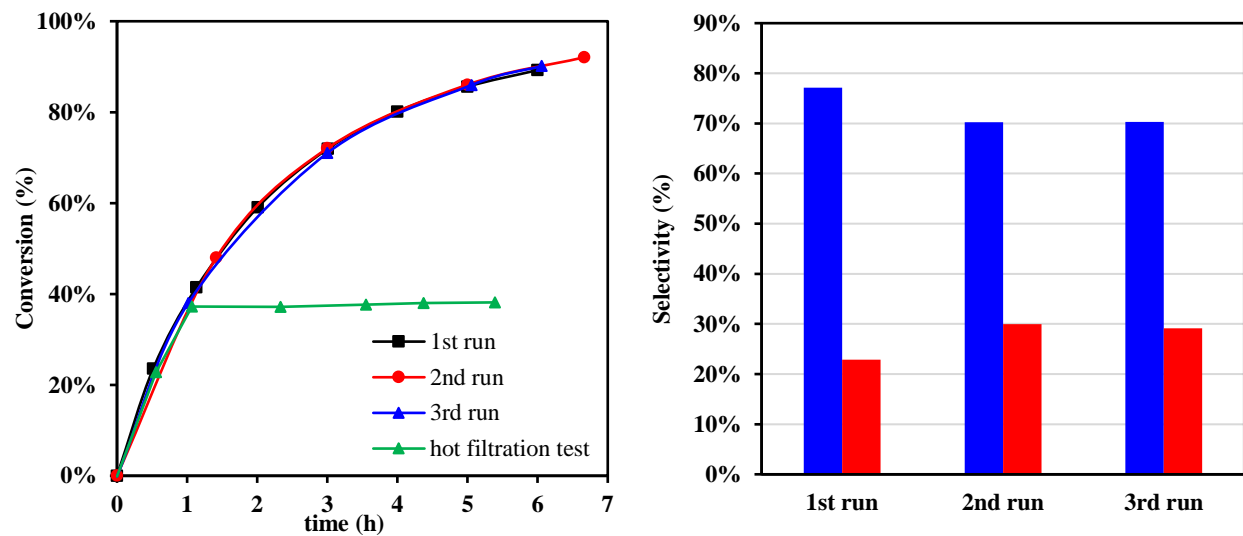 100%
80%
60%
40%
20%
0%
Conversion (%)
0 1 2 3 4 5 6 7
time (h)
1st run
2nd run
3rd run
hot filtration test
90%
80%
70%
60%
50%
40%
30%
20%
10%
0%
Selectivity (%)
1st run 2nd run 3rd run